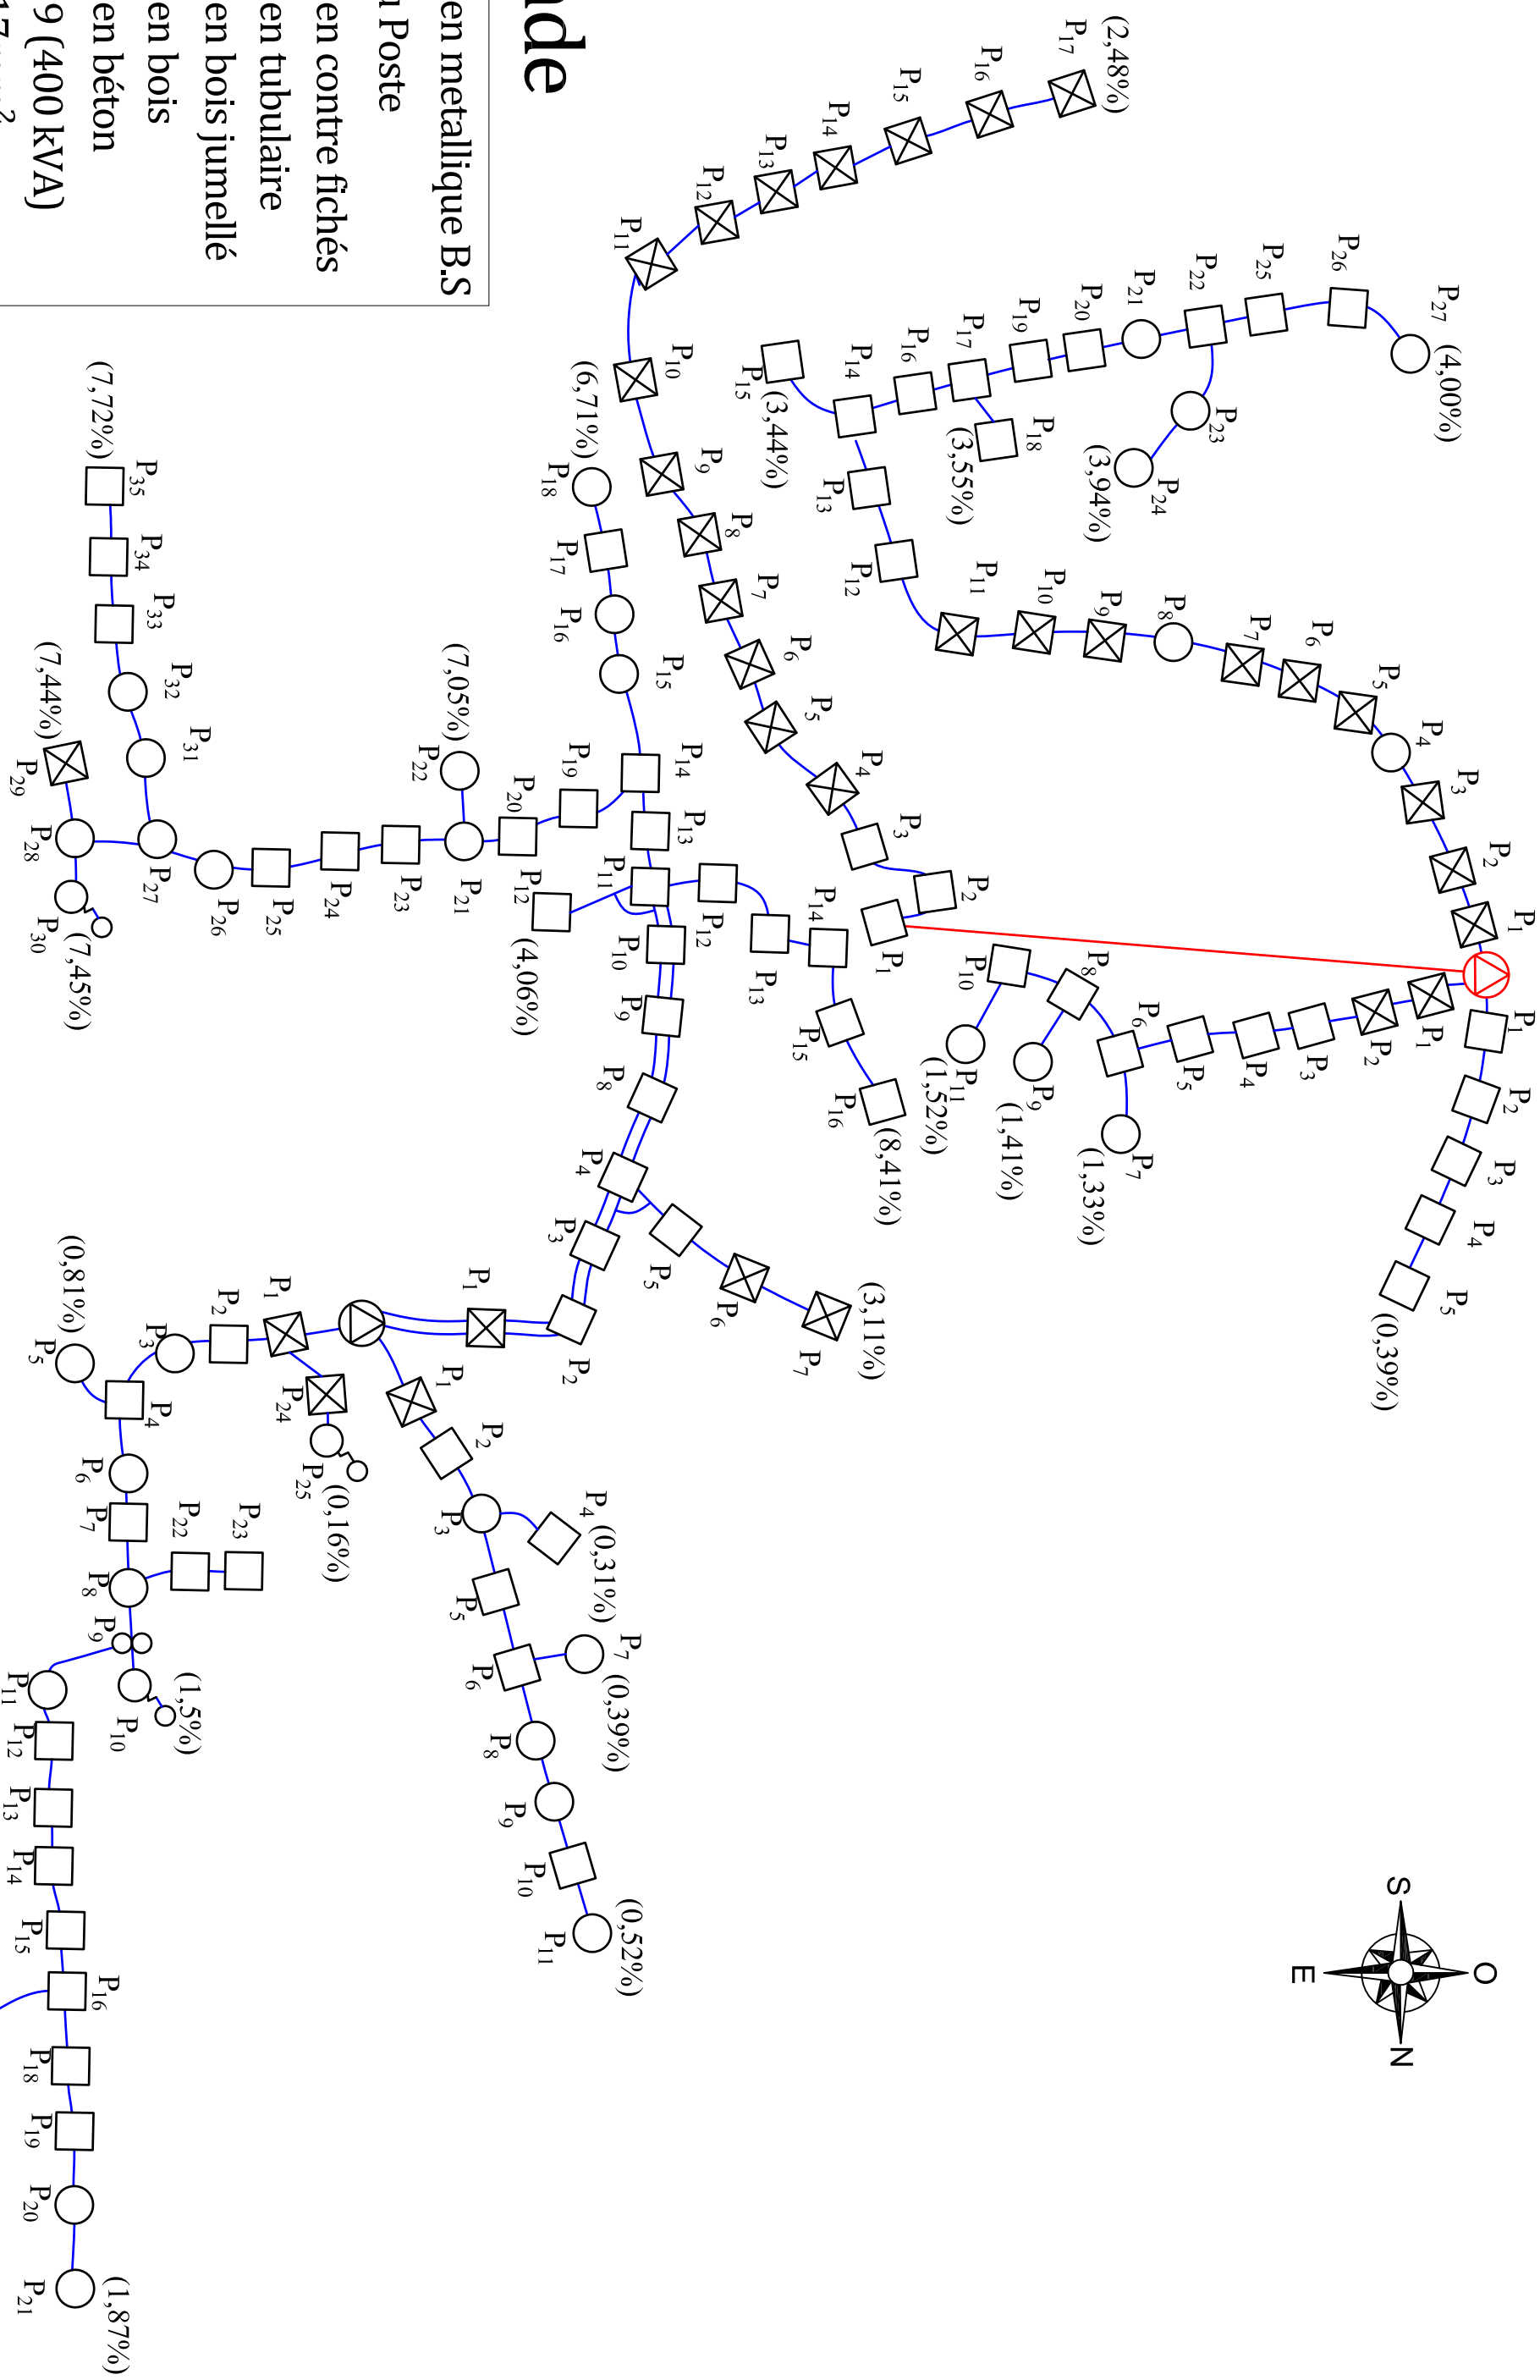 nde
en metallique B.S
u Poste
en contre fichés
en tubulaire
en bois jumellé
en bois
en béton
9 (400 kVA)
(2,48%)
P17
P16
P15
P14
P13
P12
P11
P10
P9
P8
P7
P6
P5
P4
P3
P2
P1
P27 (4,00%)
P26
P25
P22
P23
P24
(3,94%)
P21
P20
P19
P17
P18
(3,55%)
P16
P14
P15
(3,44%)
P13
P12
P11
P10
P9
P8
P7
P6
P5
P4
P3
P2
P1
P1
P2
P3
P4
P5
(0,39%)
P1
P2
P3
P4
P5
P6
P7
(1,33%)
P8
P9
(1,41%)
P10
P11
(1,52%)
(6,71%)
P18
P17
P16
P15
P14
P13
P19
P20
P21
P22
(7,05%)
P23
P24
P25
P26
P27
P28
P29
(7,44%)
P30
(7,45%)
P31
P32
P33
P34
P35
(7,72%)
P11
P12
(4,06%)
P12
P13
P14
P15
P16
(8,41%)
P10
P9
P8
P4
P5
P6
P7
(3,11%)
P3
P2
P1
P1
P2
P3
P4 (0,31%)
P5
P6
P7 (0,39%)
P8
P9
P10
P11
(0,52%)
P1
P24
P25 (0,16%)
P2
P3
P4
P5
(0,81%)
P6
P7
P8
P22
P23
P9
P10
(1,5%)
P11
P12
P13
P14
P15
P16
P18
P19
P20
P21
(1,87%)
S
O
E
N